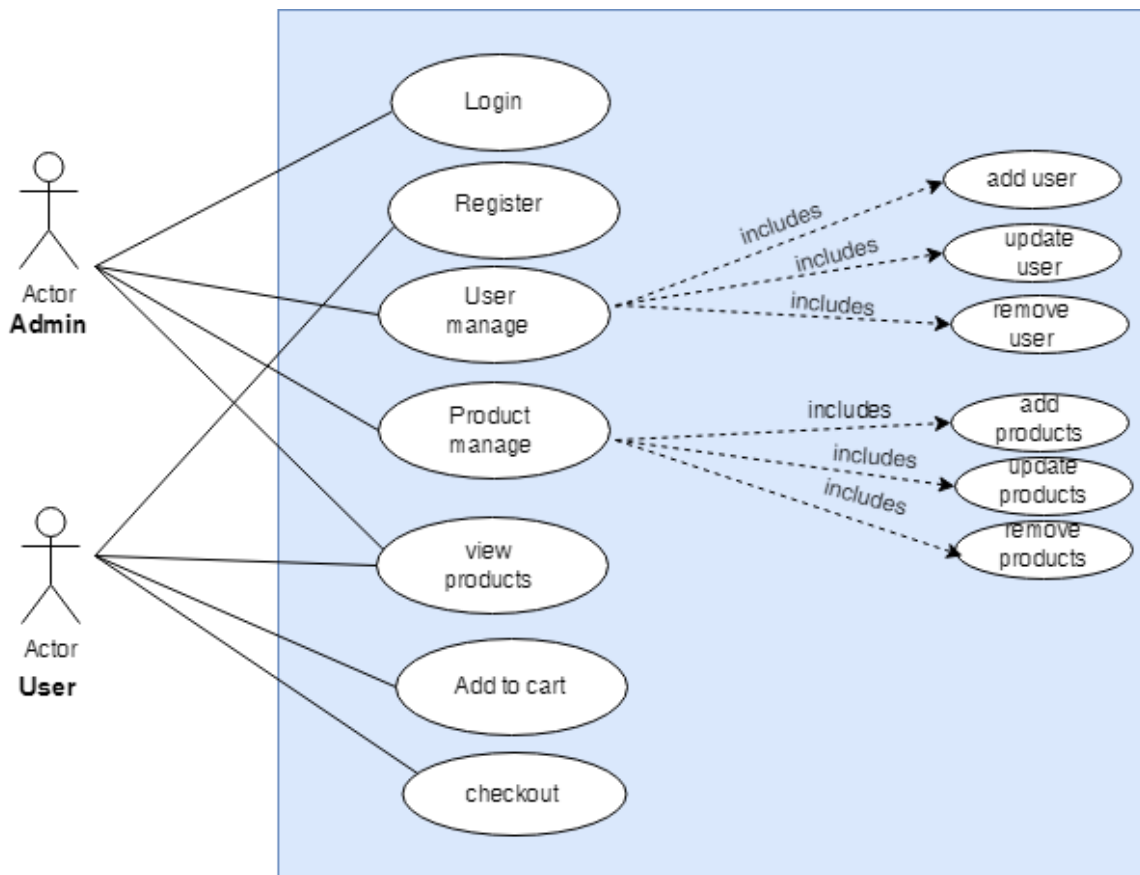 Login
Register
User
manage
Product
manage
view
products
Add to cart
checkout
Actor
Admin
Actor
User
includes
includes
includes
includes
includes
includes
add user
update
user
remove
user
add
products
update
products
remove
products